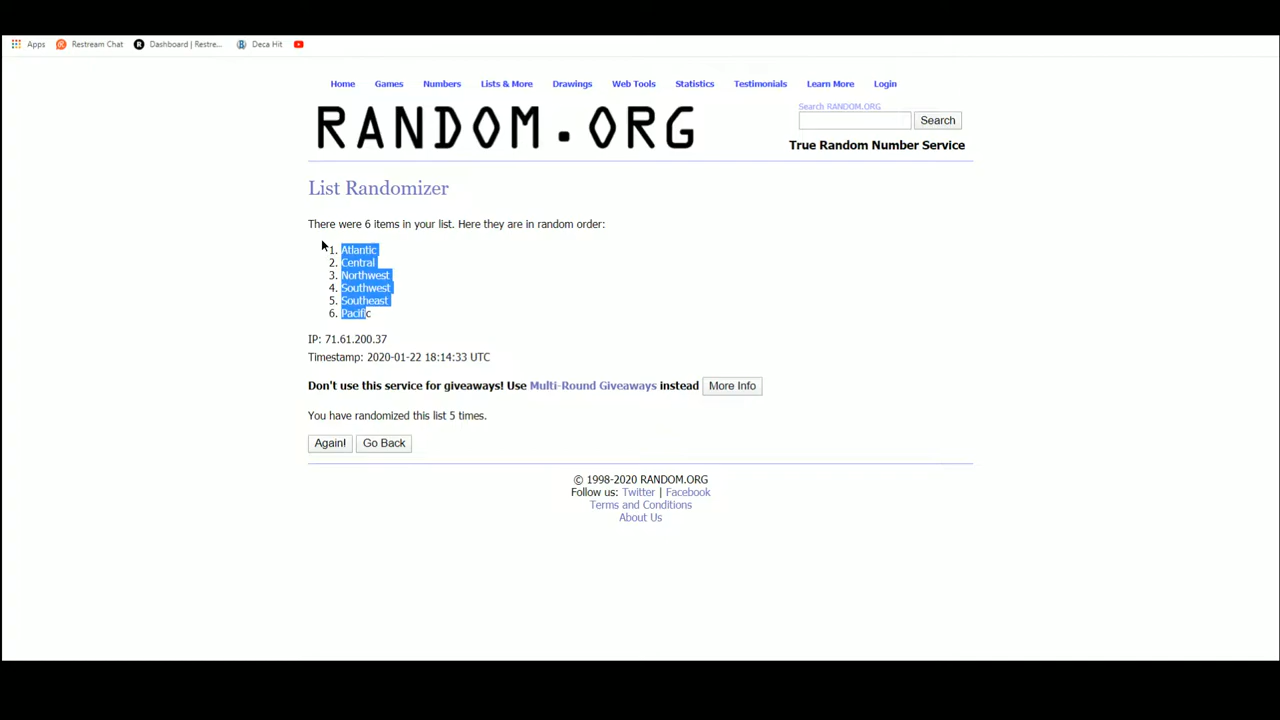 Apps Restream Chat Dashboard | Restre... Deca Hit
Home Games Numbers Lists & More Drawings Web Tools Statistics Testimonials Learn More Login
RANDOM.ORG
Search RANDOM.ORG
Search
True Random Number Service
List Randomizer
There were 6 items in your list. Here they are in random order:
1. Atlantic
2. Central
3. Northwest
4. Southwest
5. Southeast
6. Pacific
IP: 71.61.200.37
Timestamp: 2020-01-22 18:14:33 UTC
Don't use this service for giveaways! Use Multi-Round Giveaways instead More Info
You have randomized this list 5 times.
Again! Go Back
© 1998-2020 RANDOM.ORG
Follow us: Twitter | Facebook
Terms and Conditions
About Us